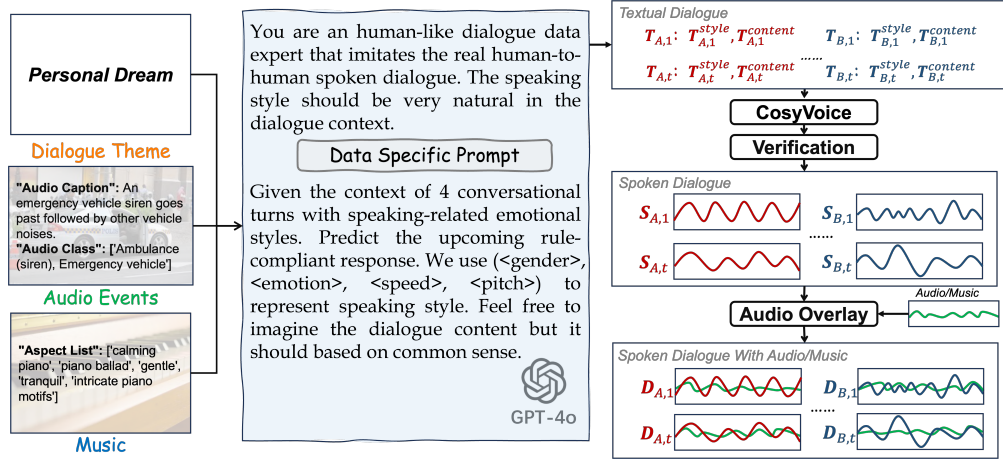 Personal Dream
Dialogue Theme
"Audio Caption": An
emergency vehicle siren goes
past followed by other vehicle
noises.
"Audio Class": ['Ambulance
(siren), Emergency vehicle']
Audio Events
"Aspect List": ['calming
piano', 'piano ballad', 'gentle',
'tranquil', 'intricate piano
motifs']
Music
You are an human-like dialogue data
expert that imitates the real human-to-
human spoken dialogue. The speaking
style should be very natural in the
dialogue context.
Data Specific Prompt
Given the context of 4 conversational
turns with speaking-related emotional
styles. Predict the upcoming rule-
compliant response. We use (<gender>,
<emotion>, <speed>, <pitch>) to
represent speaking style. Feel free to
imagine the dialogue content but it
should based on common sense.
GPT-4o
Textual Dialogue
T_{A,1}: T_{A,1}^{style}, T_{A,1}^{content} T_{B,1}: T_{B,1}^{style}, T_{B,1}^{content}
......
T_{A,t}: T_{A,t}^{style}, T_{A,t}^{content} T_{B,t}: T_{B,t}^{style}, T_{B,t}^{content}
CosyVoice
Verification
Spoken Dialogue
S_{A,1} S_{B,1}
......
S_{A,t} S_{B,t}
Audio/Music
Audio Overlay
Spoken Dialogue With Audio/Music
D_{A,1} D_{B,1}
......
D_{A,t} D_{B,t}